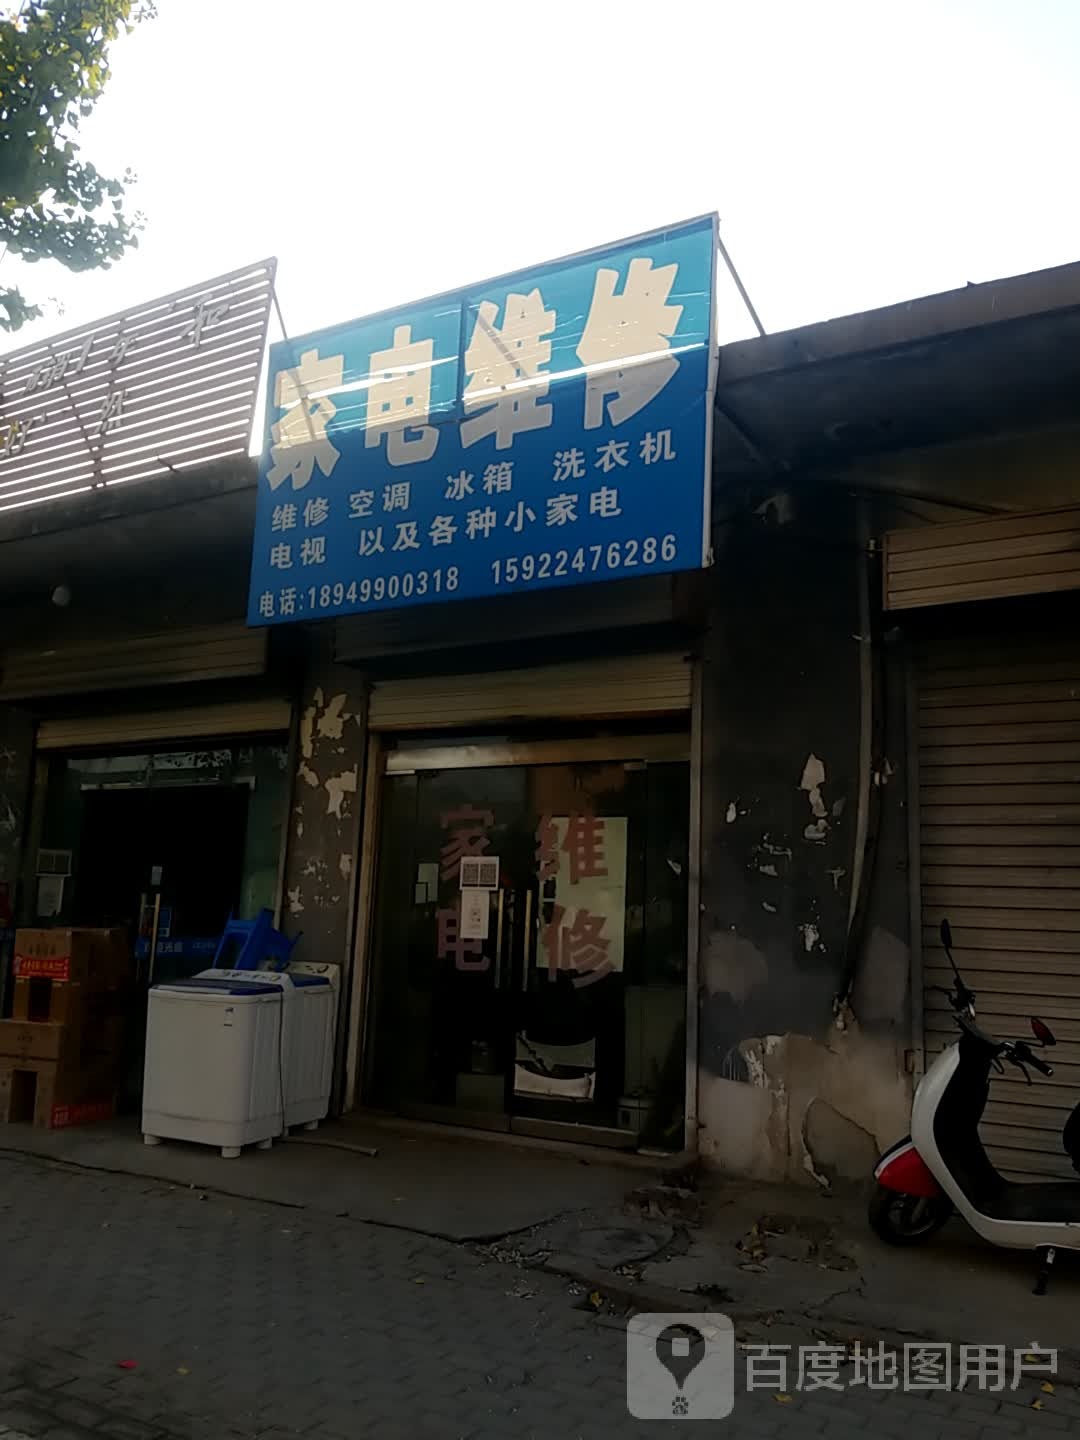 家电维修
维修 空调 冰箱 洗衣机
电视 以及各种小家电
电话:18949900318 15922476286
家 维
电 修
百度地图用户